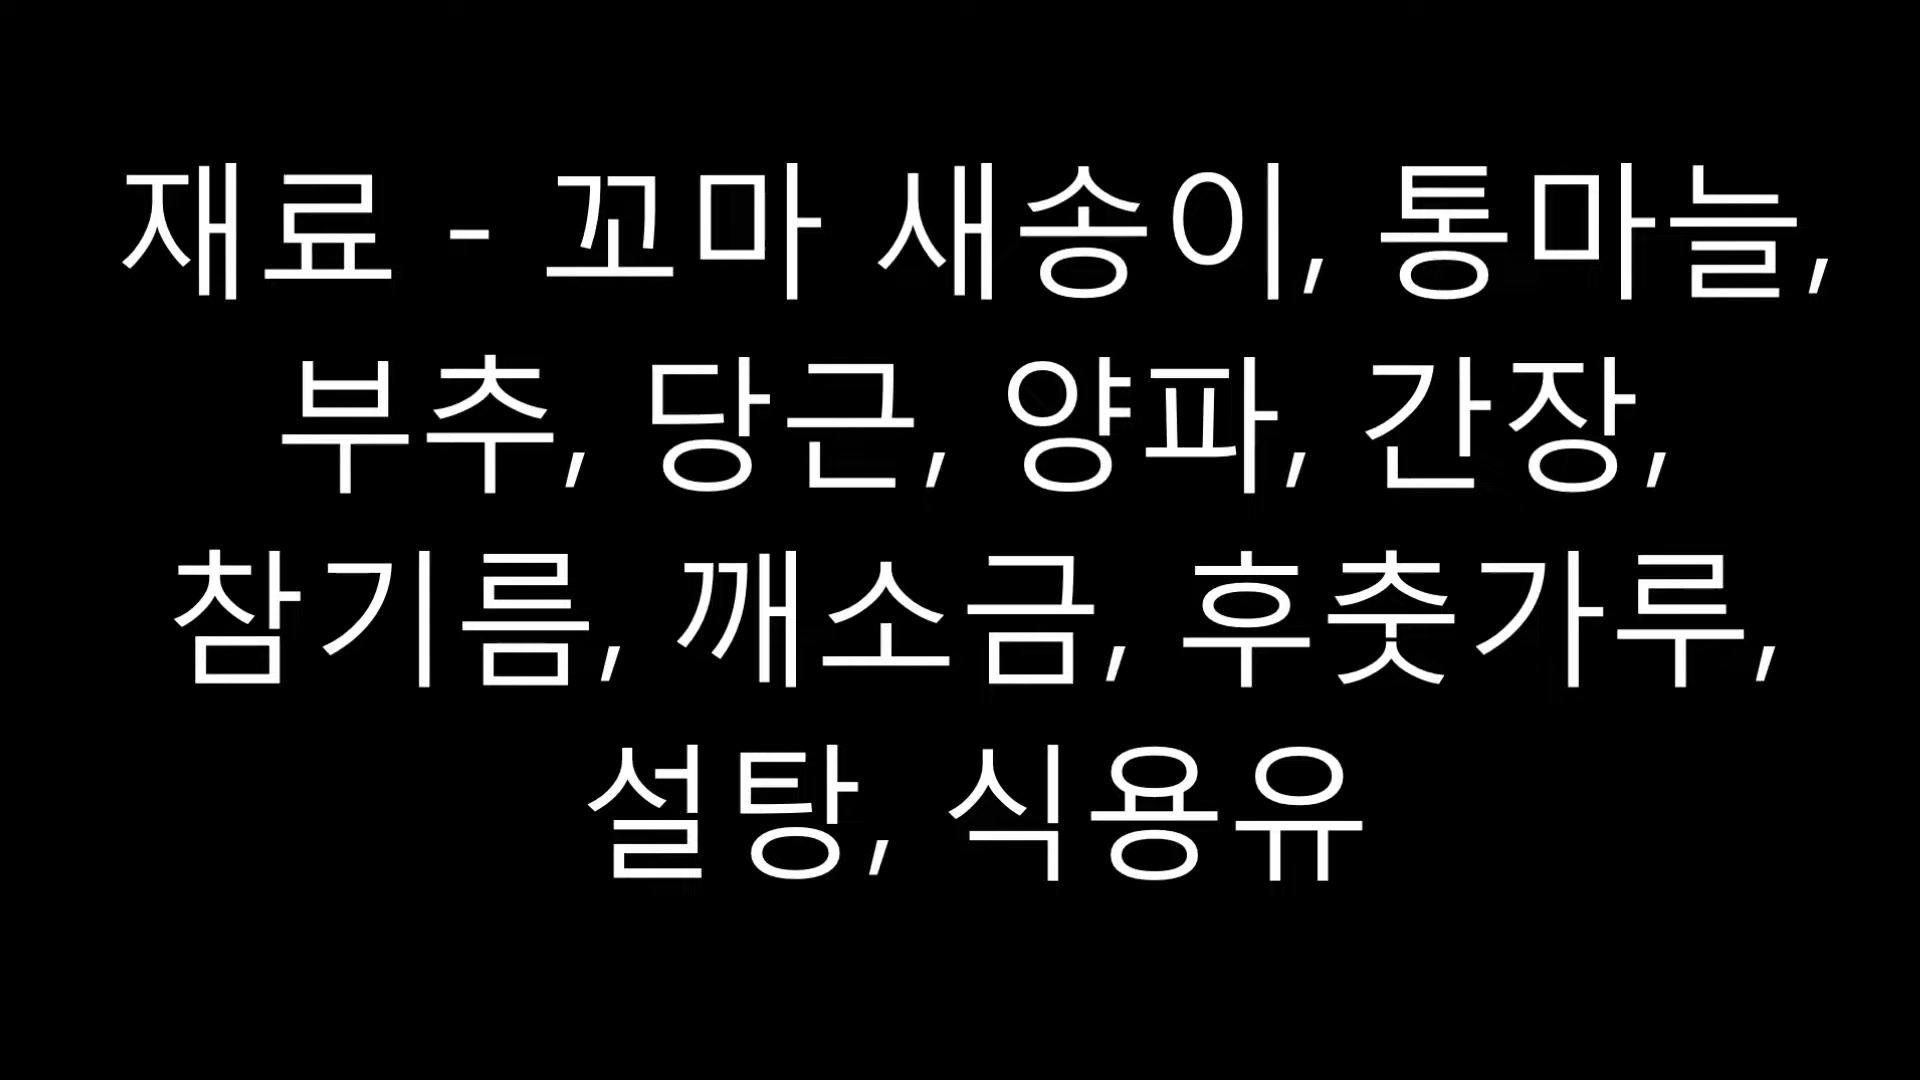 재료 - 꼬마 새송이, 통마늘,
부추, 당근, 양파, 간장,
참기름, 깨소금, 후춧가루,
설탕, 식용유